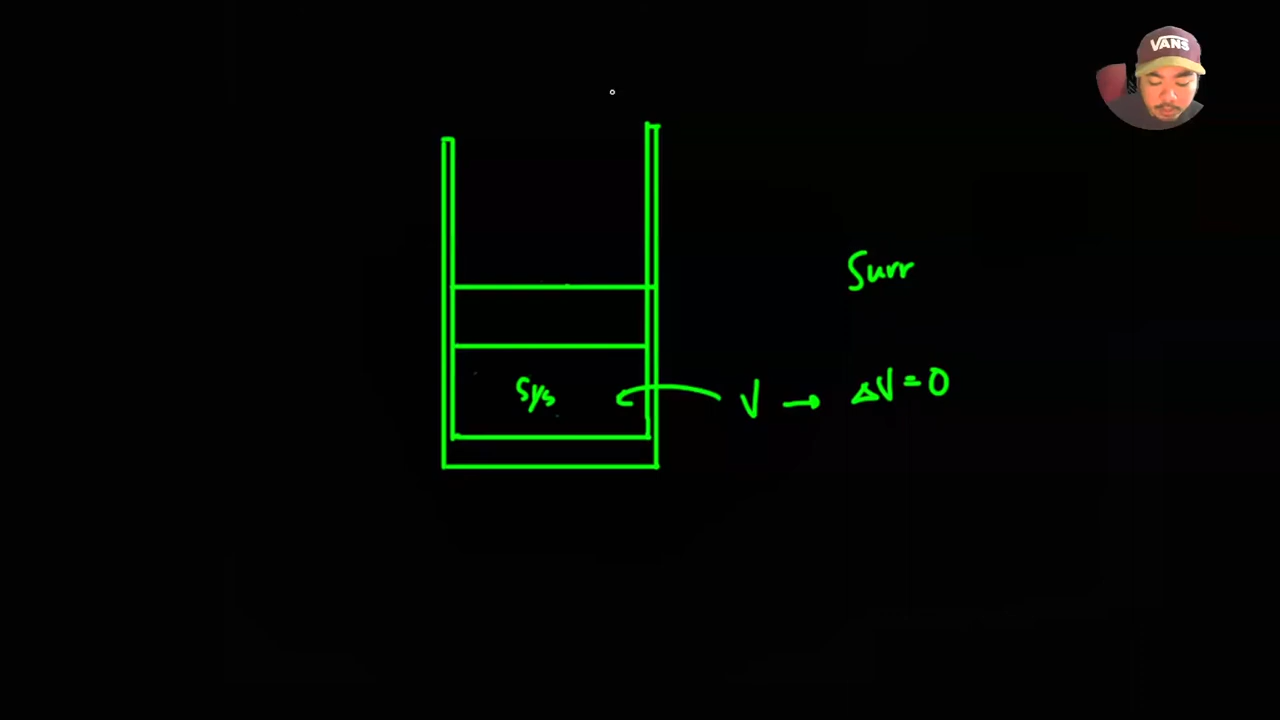 VANS
Surr
Sys
V → ΔV = 0